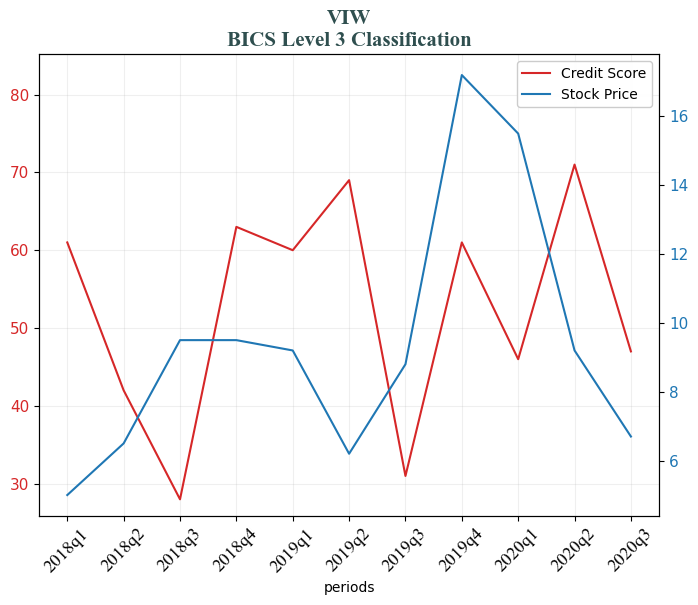 VIW
BICS Level 3 Classification
Credit Score
Stock Price
80
70
60
50
40
30
16
14
12
10
8
6
2018q1
2018q2
2018q3
2018q4
2019q1
2019q2
2019q3
2019q4
2020q1
2020q2
2020q3
periods